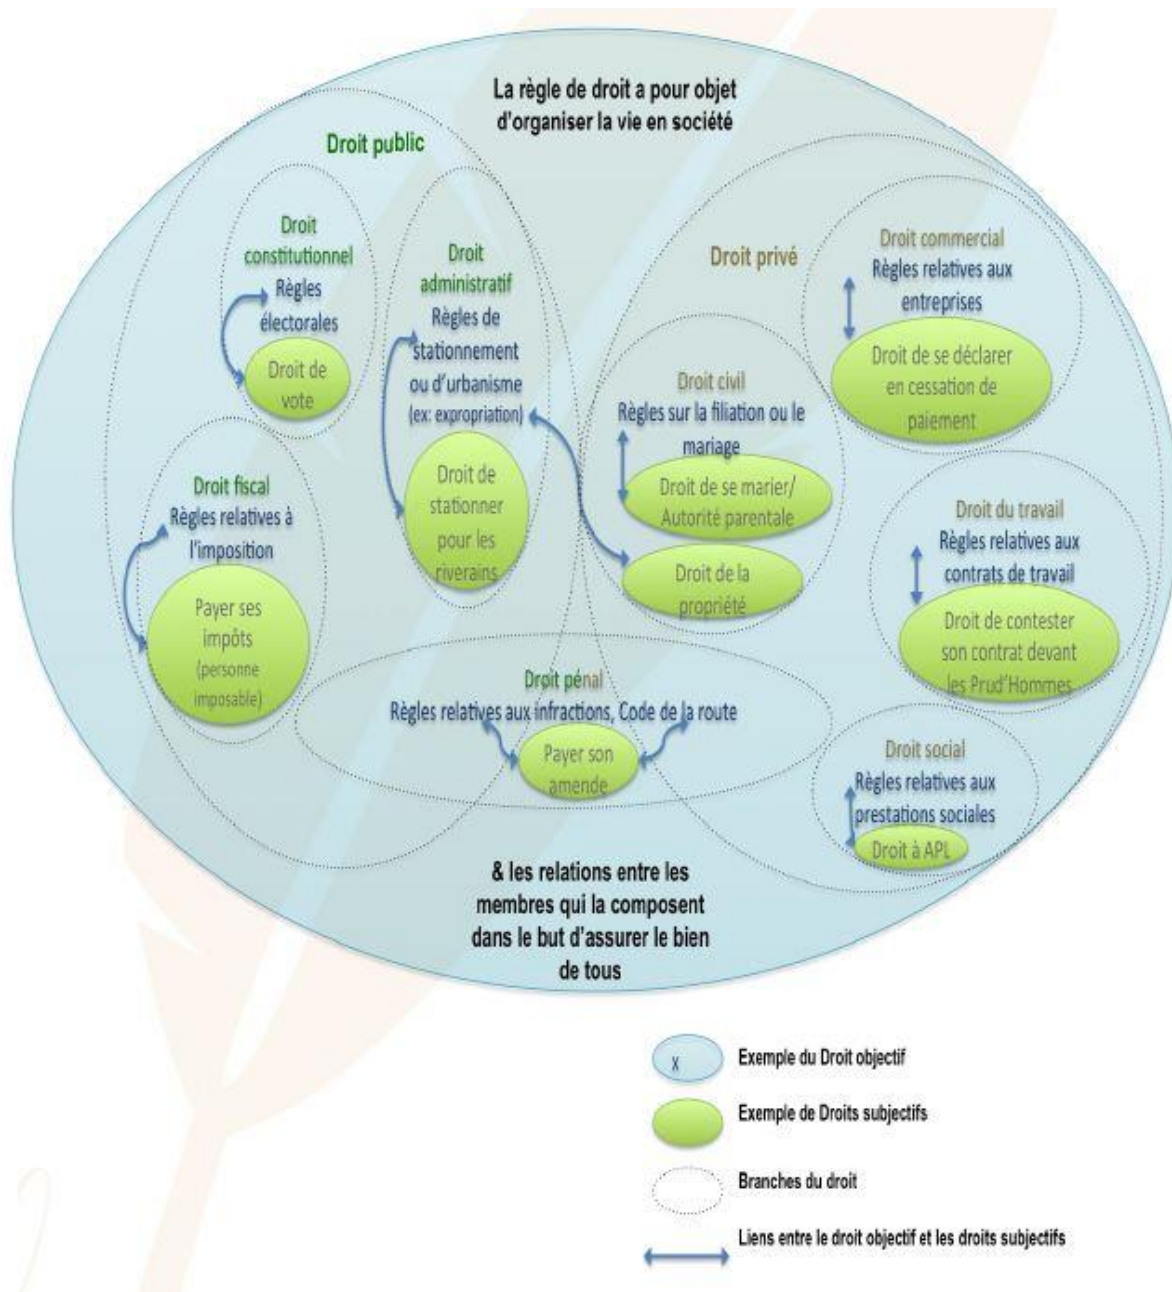 La règle de droit a pour objet
d'organiser la vie en société
Droit public
Droit
constitutionnel
Règles
électorales
Droit de
vote
Droit
administratif
Règles de
stationnement
ou d'urbanisme
(ex: expropriation)
Droit de
stationner
pour les
riverains
Droit fiscal
Règles relatives à
l'imposition
Payer ses
impôts
(personne
imposable)
Droit privé
Droit commercial
Règles relatives aux
entreprises
Droit de se déclarer
en cessation de
paiement
Droit civil
Règles sur la filiation ou le
mariage
Droit de se marier/
Autorité parentale
Droit de la
propriété
Droit du travail
Règles relatives aux
contrats de travail
Droit de contester
son contrat devant
les Prud'Hommes
Droit pénal
Règles relatives aux infractions, Code de la route
Payer son
amende
Droit social
Règles relatives aux
prestations sociales
Droit à APL
& les relations entre les
membres qui la composent
dans le but d'assurer le bien
de tous
X
Exemple du Droit objectif
Exemple de Droits subjectifs
Branches du droit
Liens entre le droit objectif et les droits subjectifs